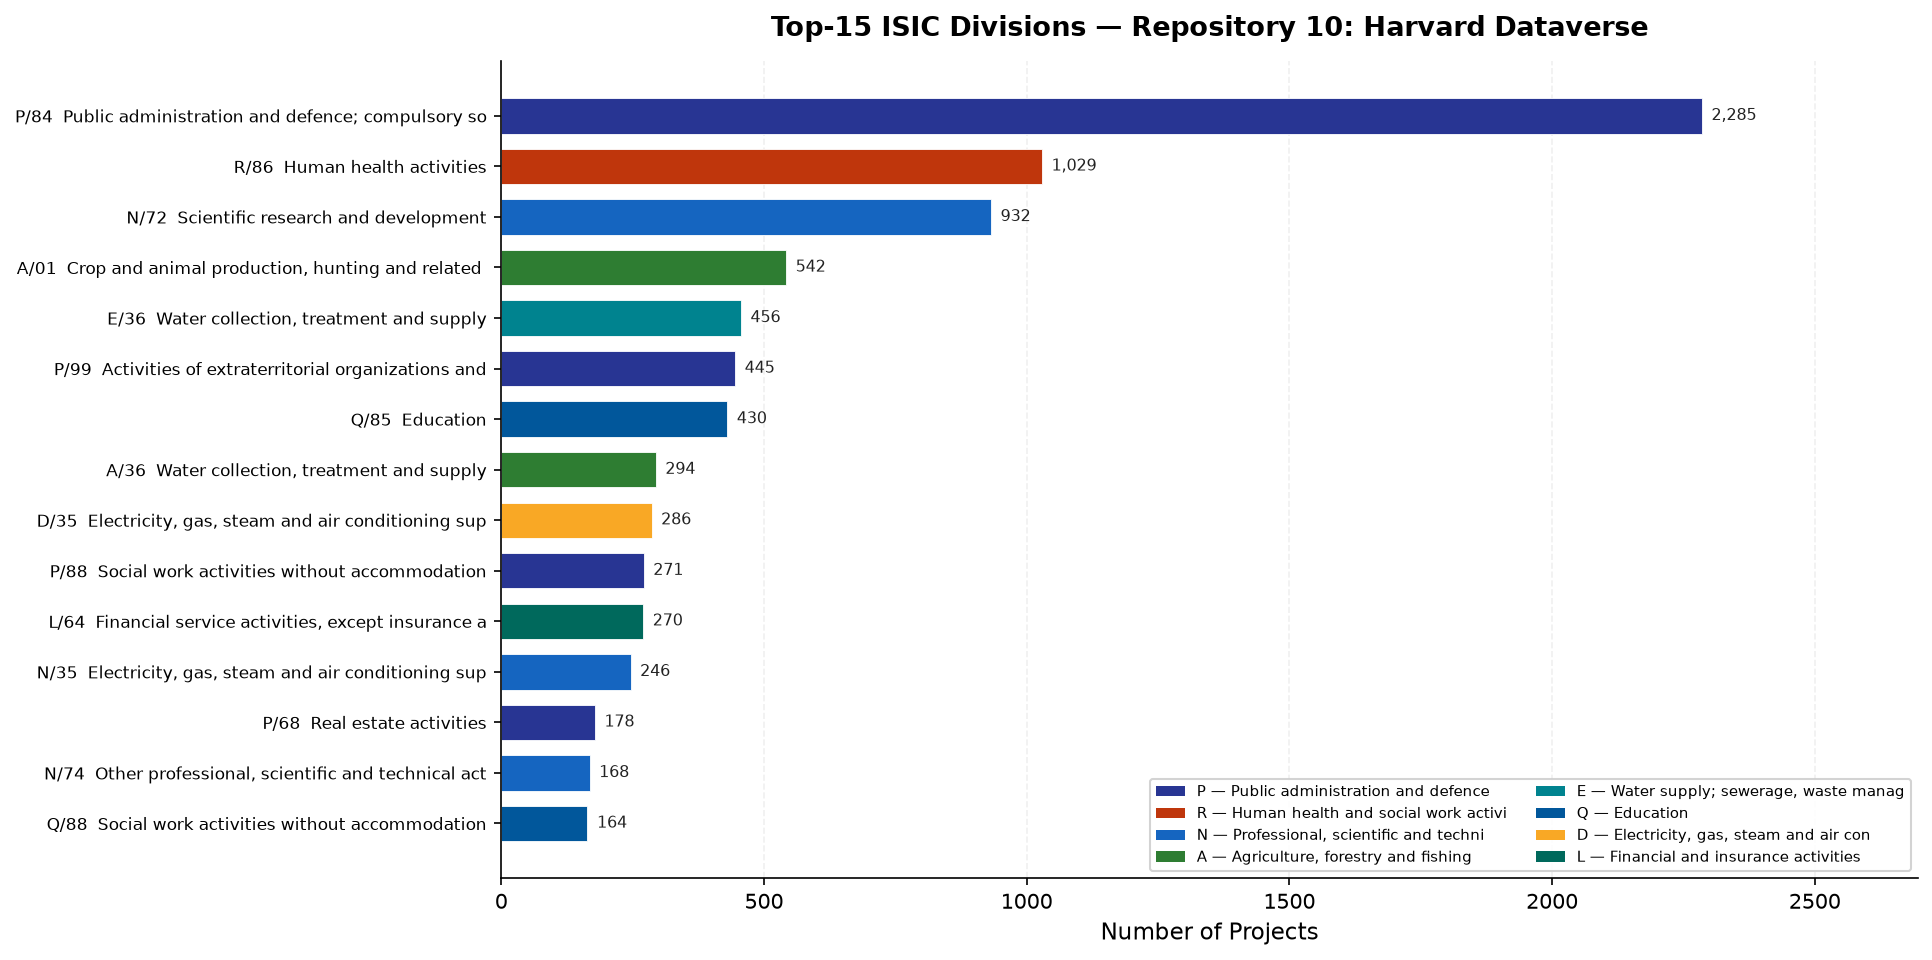 Top-15 ISIC Divisions — Repository 10: Harvard Dataverse
P/84  Public administration and defence; compulsory so 2,285
R/86  Human health activities 1,029
N/72  Scientific research and development 932
A/01  Crop and animal production, hunting and related 542
E/36  Water collection, treatment and supply 456
P/99  Activities of extraterritorial organizations and 445
Q/85  Education 430
A/36  Water collection, treatment and supply 294
D/35  Electricity, gas, steam and air conditioning sup 286
P/88  Social work activities without accommodation 271
L/64  Financial service activities, except insurance a 270
N/35  Electricity, gas, steam and air conditioning sup 246
P/68  Real estate activities 178
N/74  Other professional, scientific and technical act 168
Q/88  Social work activities without accommodation 164
P — Public administration and defence
R — Human health and social work activi
N — Professional, scientific and techni
A — Agriculture, forestry and fishing
E — Water supply; sewerage, waste manag
Q — Education
D — Electricity, gas, steam and air con
L — Financial and insurance activities
0 500 1000 1500 2000 2500
Number of Projects